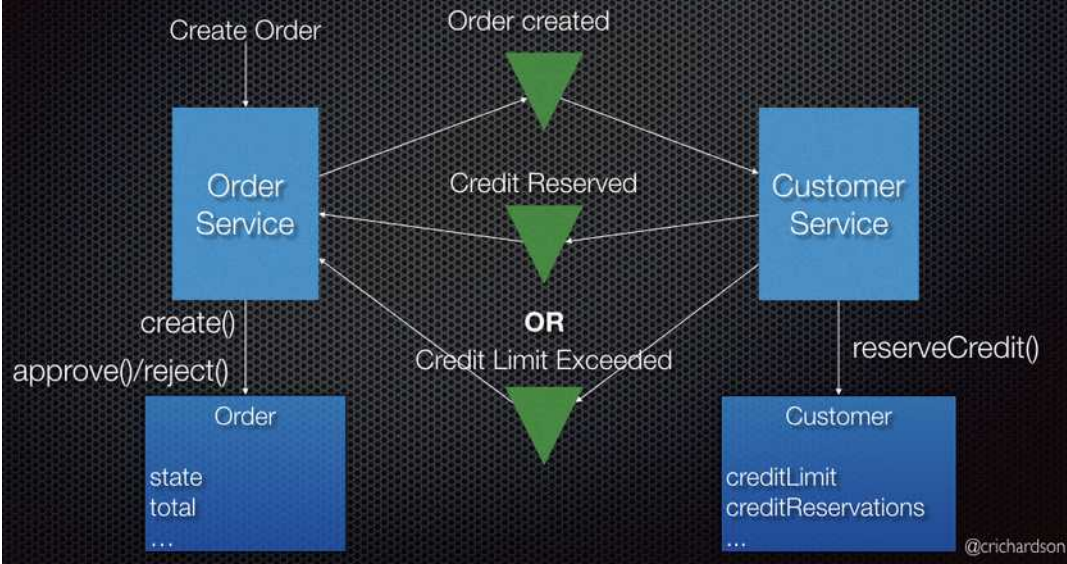 Create Order
Order created
Order
Service
Credit Reserved
Customer
Service
create()
approve()/reject()
OR
Credit Limit Exceeded
reserveCredit()
Order
state
total
...
Customer
creditLimit
creditReservations
...
@crichardson